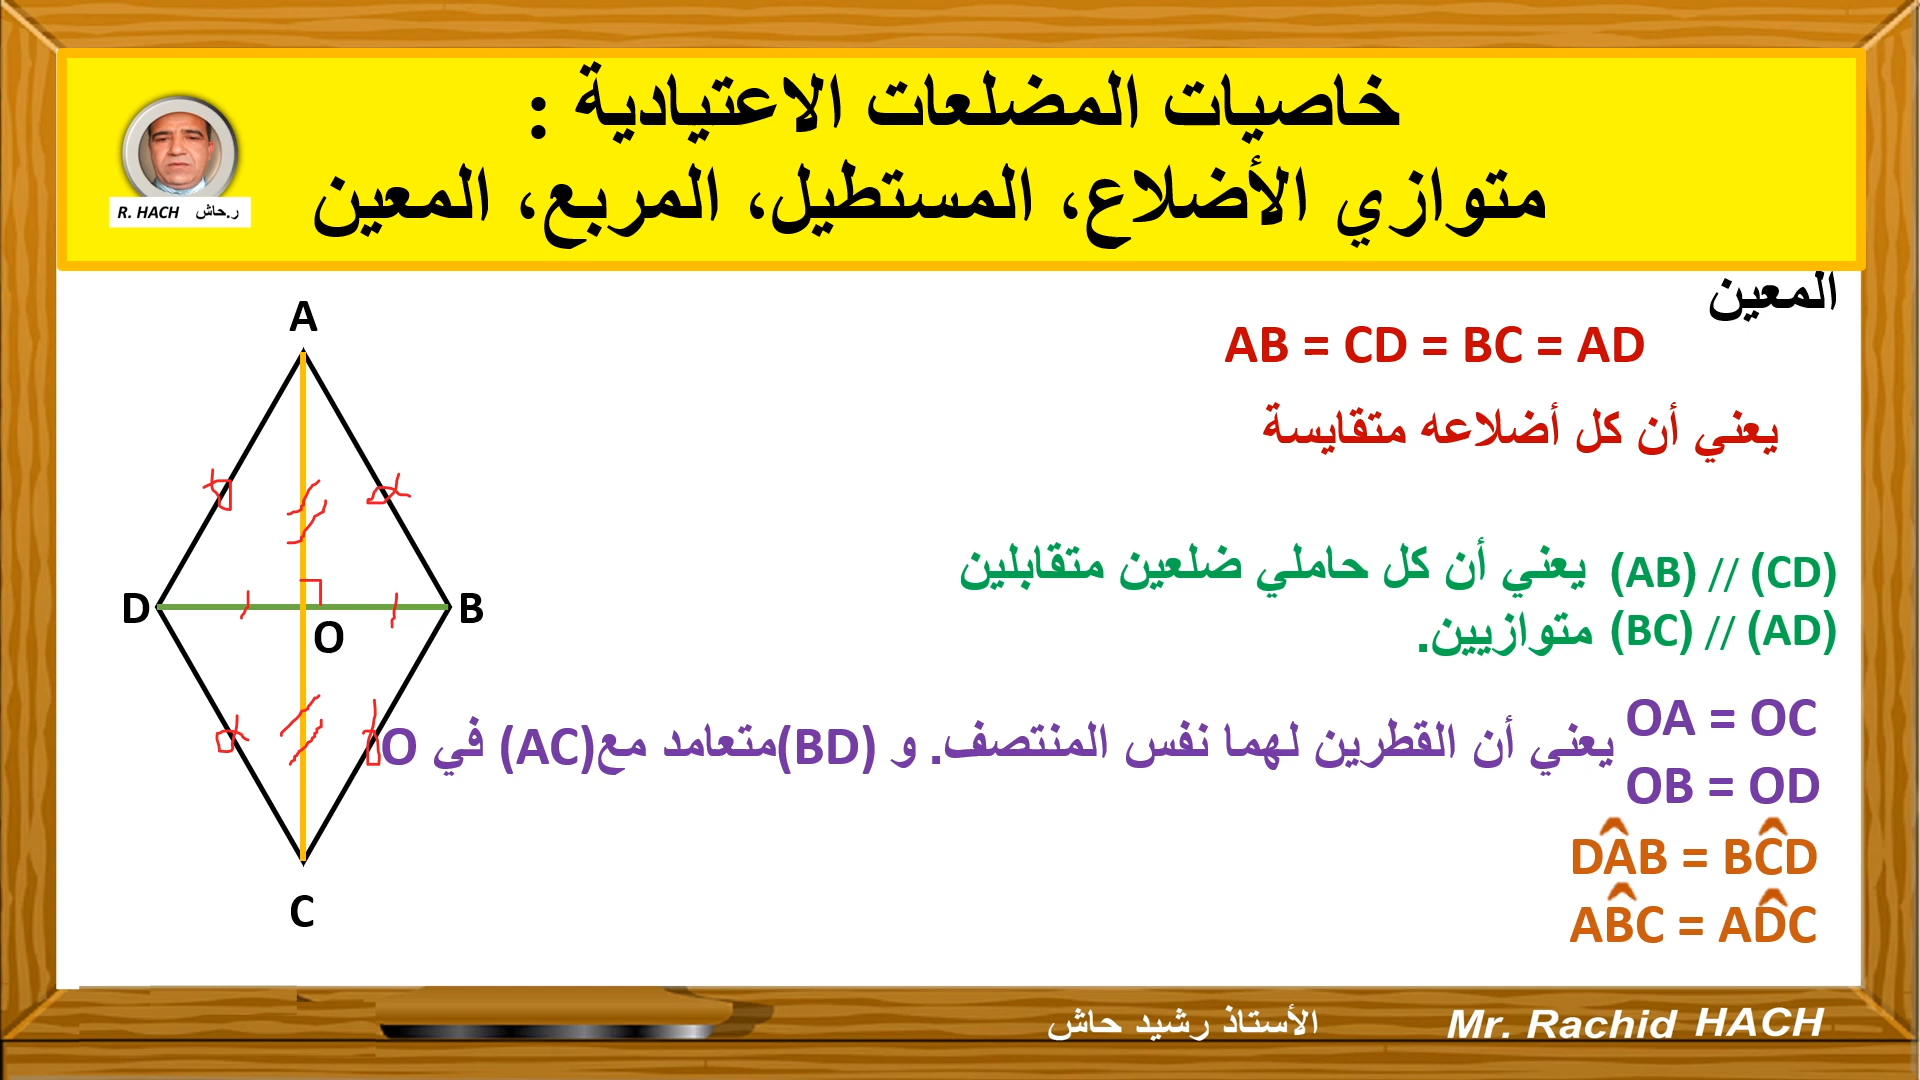 خاصيات المضلعات الاعتيادية :
متوازي الأضلاع، المستطيل، المربع، المعين
R. HACH ر.حاش
المعين
AB = CD = BC = AD
يعني أن كل أضلاعه متقايسة
(AB) // (CD) يعني أن كل حاملي ضلعين متقابلين
(BC) // (AD) متوازيين.
OA = OC
يعني أن القطرين لهما نفس المنتصف. و (BD)متعامد مع(AC) في O
OB = OD
DÂB = BĈD
AB̂C = AD̂C
A
D
B
O
C
الأستاذ رشيد حاش
Mr. Rachid HACH